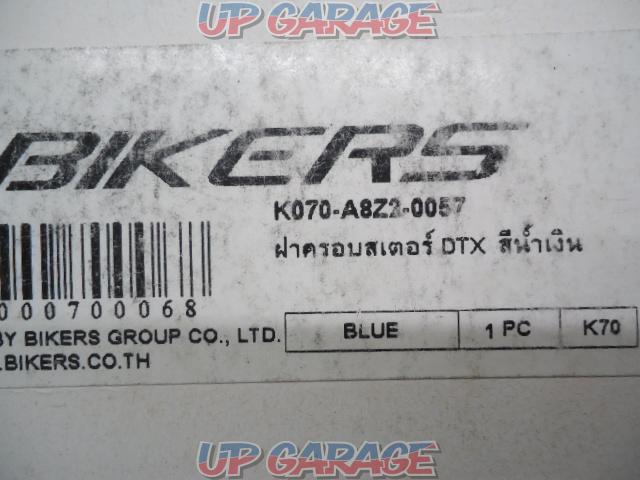 UP GARAGE
BIKERS
K070-A8Z2-0057
ฝาครอบสเตอร์ DTX สีน้ำเงิน
000700068
BY BIKERS GROUP CO., LTD.
BLUE
1 PC
K70
.BIKERS.CO.TH
UP GARAGE